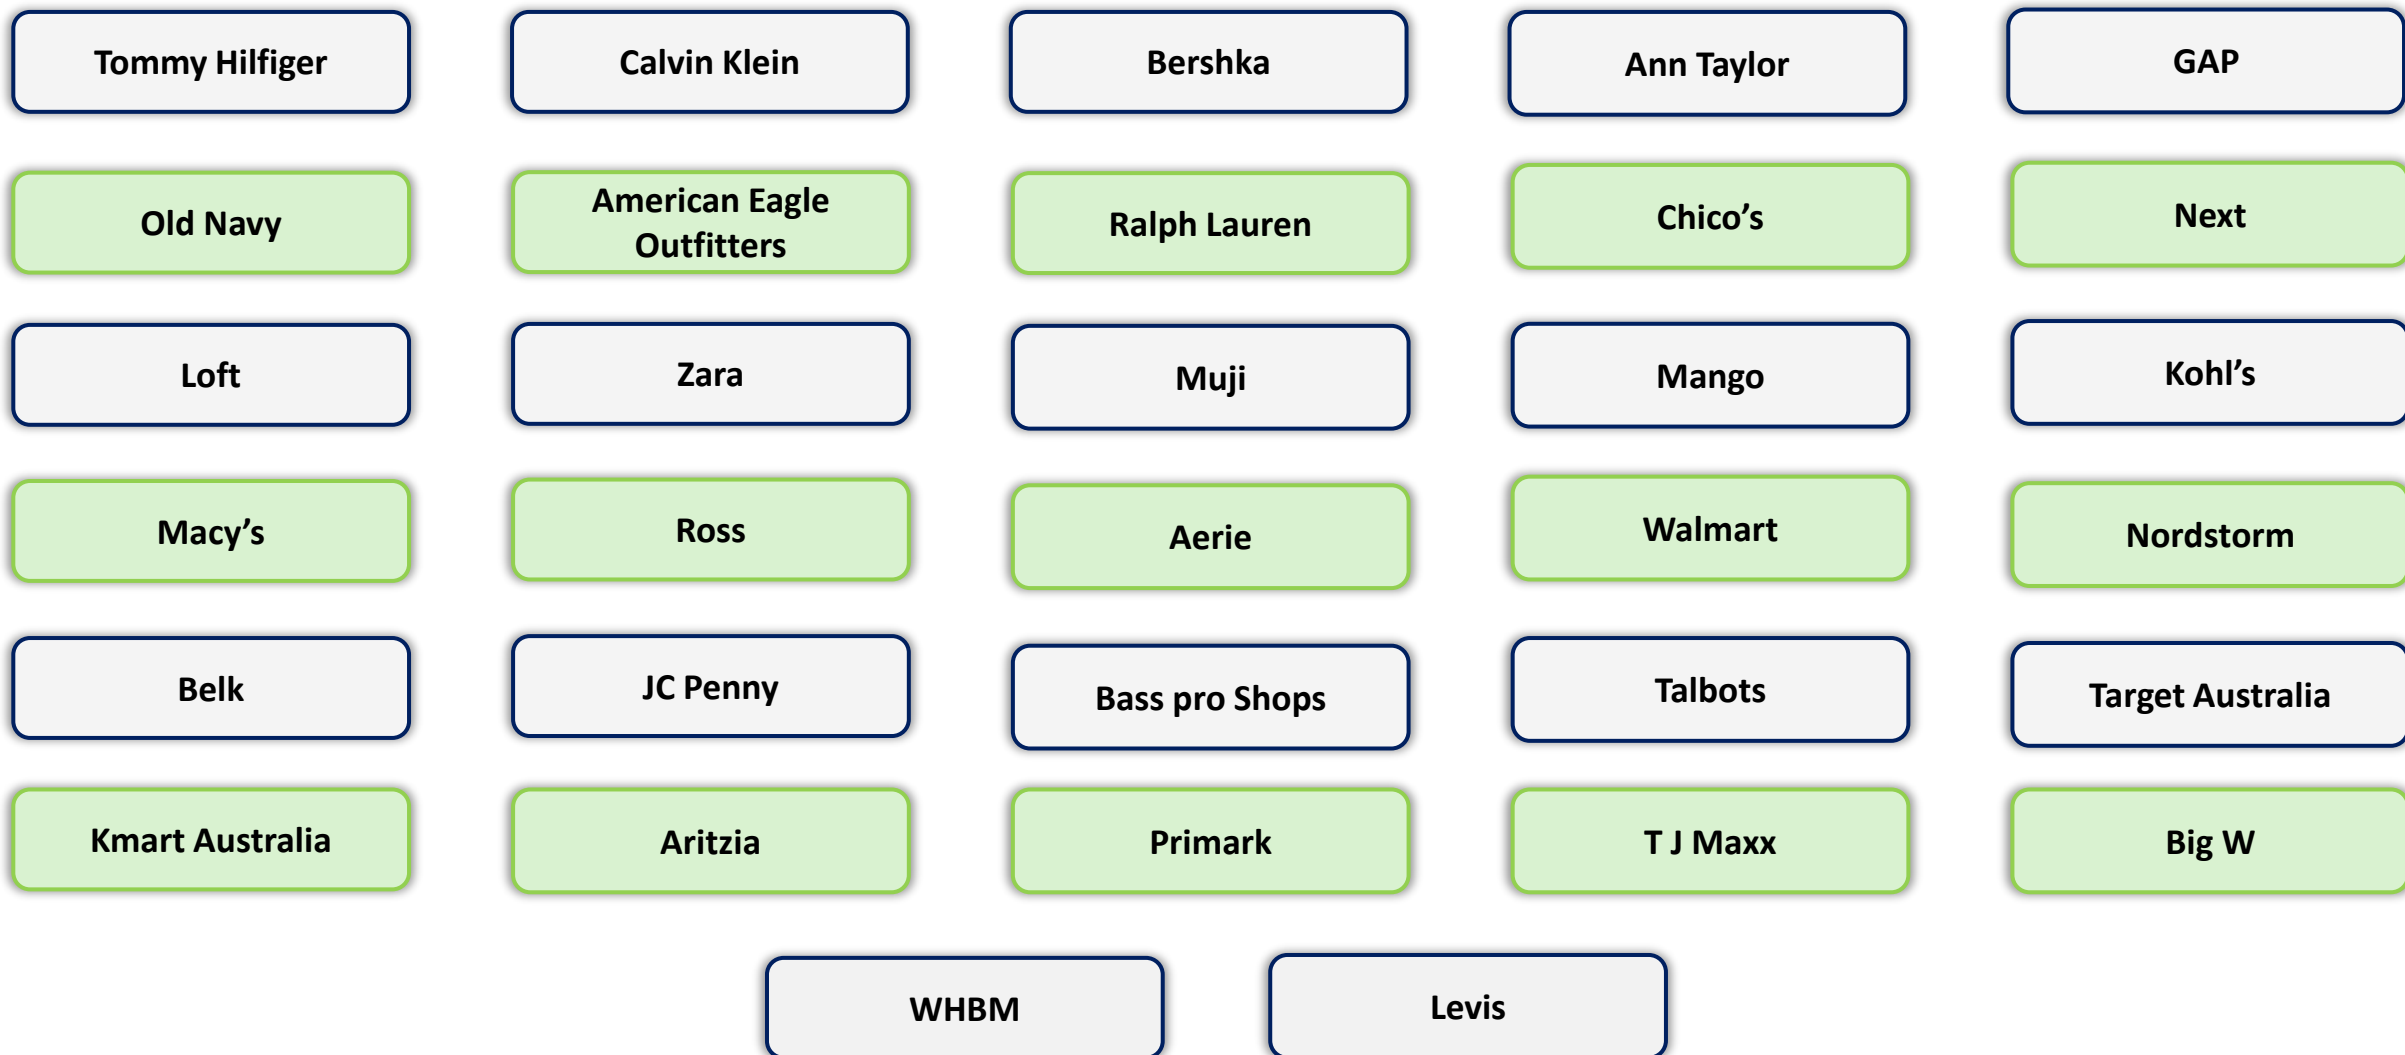 Tommy Hilfiger
Calvin Klein
Bershka
Ann Taylor
GAP
Old Navy
American Eagle
Outfitters
Ralph Lauren
Chico’s
Next
Loft
Zara
Muji
Mango
Kohl’s
Macy’s
Ross
Aerie
Walmart
Nordstorm
Belk
JC Penny
Bass pro Shops
Talbots
Target Australia
Kmart Australia
Aritzia
Primark
T J Maxx
Big W
WHBM
Levis